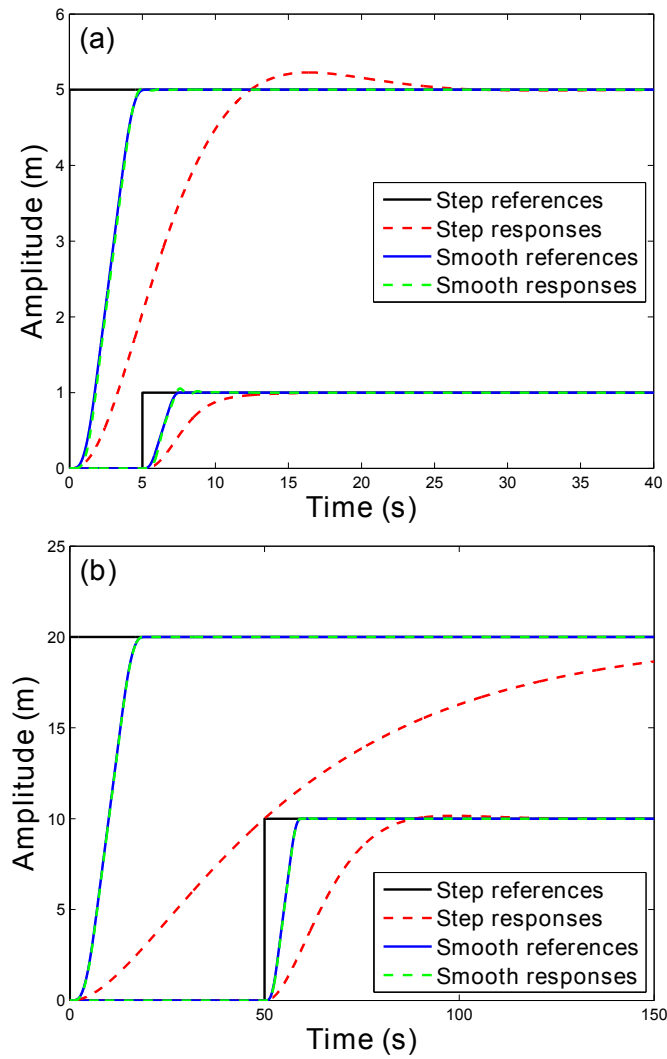 (a)
6
5
4
3
2
1
0
Amplitude (m)
Step references
Step responses
Smooth references
Smooth responses
0 5 10 15 20 25 30 35 40
Time (s)
(b)
25
20
15
10
5
0
Amplitude (m)
Step references
Step responses
Smooth references
Smooth responses
0 50 100 150
Time (s)